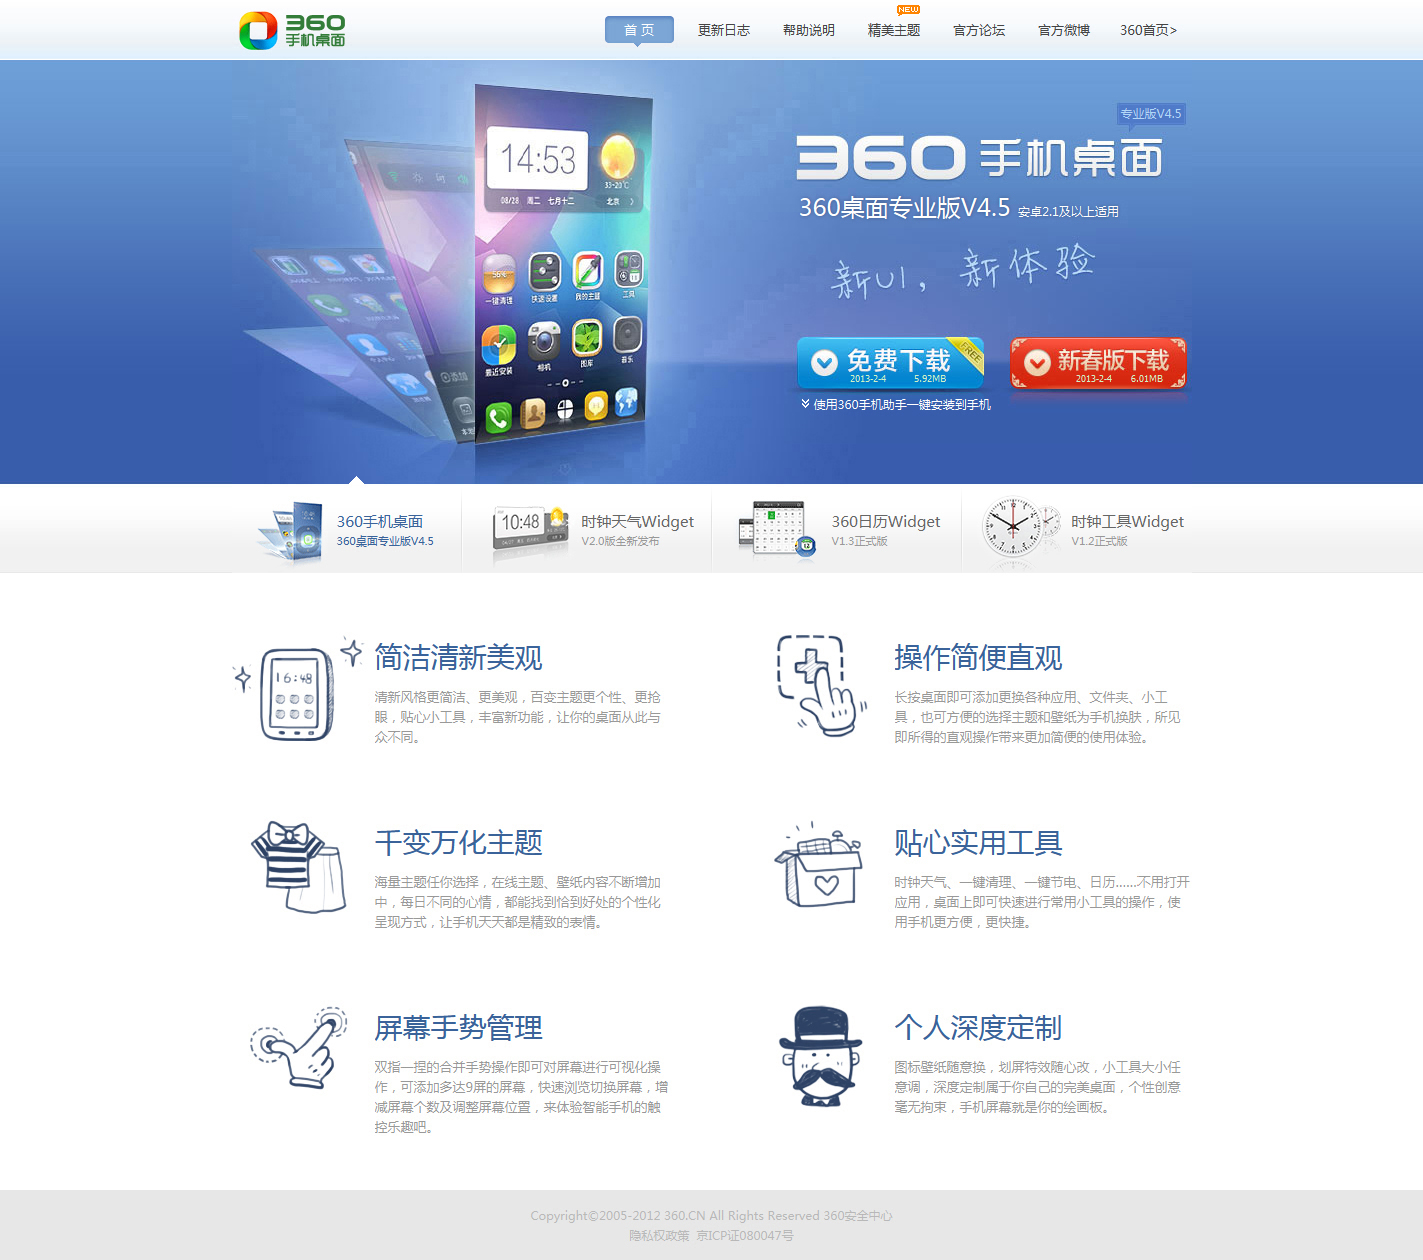 360
手机桌面
首 页
更新日志
帮助说明
精美主题
NEW
官方论坛
官方微博
360首页>
专业版V4.5
360 手机桌面
360桌面专业版V4.5 安卓2.1及以上适用
新UI，新体验
14:53
33~20℃
08/28 周二 七月十二
北京
56%
一键清理
快速设置
我的主题
工具
最近安装
相机
图库
音乐
添加
免费下载
FREE
2013-2-4 5.92MB
新春版下载
2013-2-4 6.01MB
使用360手机助手一键安装到手机
360手机桌面
360桌面专业版V4.5
10:48
时钟天气Widget
V2.0版全新发布
12
360日历Widget
V1.3正式版
时钟工具Widget
V1.2正式版
16:48
简洁清新美观
清新风格更简洁、更美观，百变主题更个性、更抢
眼，贴心小工具，丰富新功能，让你的桌面从此与
众不同。
操作简便直观
长按桌面即可添加更换各种应用、文件夹、小工
具，也可方便的选择主题和壁纸为手机换肤，所见
即所得的直观操作带来更加简便的使用体验。
千变万化主题
海量主题任你选择，在线主题、壁纸内容不断增加
中，每日不同的心情，都能找到恰到好处的个性化
呈现方式，让手机天天都是精致的表情。
贴心实用工具
时钟天气、一键清理、一键节电、日历......不用打开
应用，桌面上即可快速进行常用小工具的操作，使
用手机更方便，更快捷。
屏幕手势管理
双指一捏的合并手势操作即可对屏幕进行可视化操
作，可添加多达9屏的屏幕，快速浏览切换屏幕，增
减屏幕个数及调整屏幕位置，来体验智能手机的触
控乐趣吧。
个人深度定制
图标壁纸随意换，划屏特效随心改，小工具大小任
意调，深度定制属于你自己的完美桌面，个性创意
毫无拘束，手机屏幕就是你的绘画板。
Copyright©2005-2012 360.CN All Rights Reserved 360安全中心
隐私权政策 京ICP证080047号